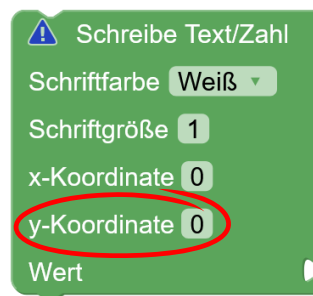 Schreibe Text/Zahl
Schriftfarbe Weiß
Schriftgröße 1
x-Koordinate 0
y-Koordinate 0
Wert